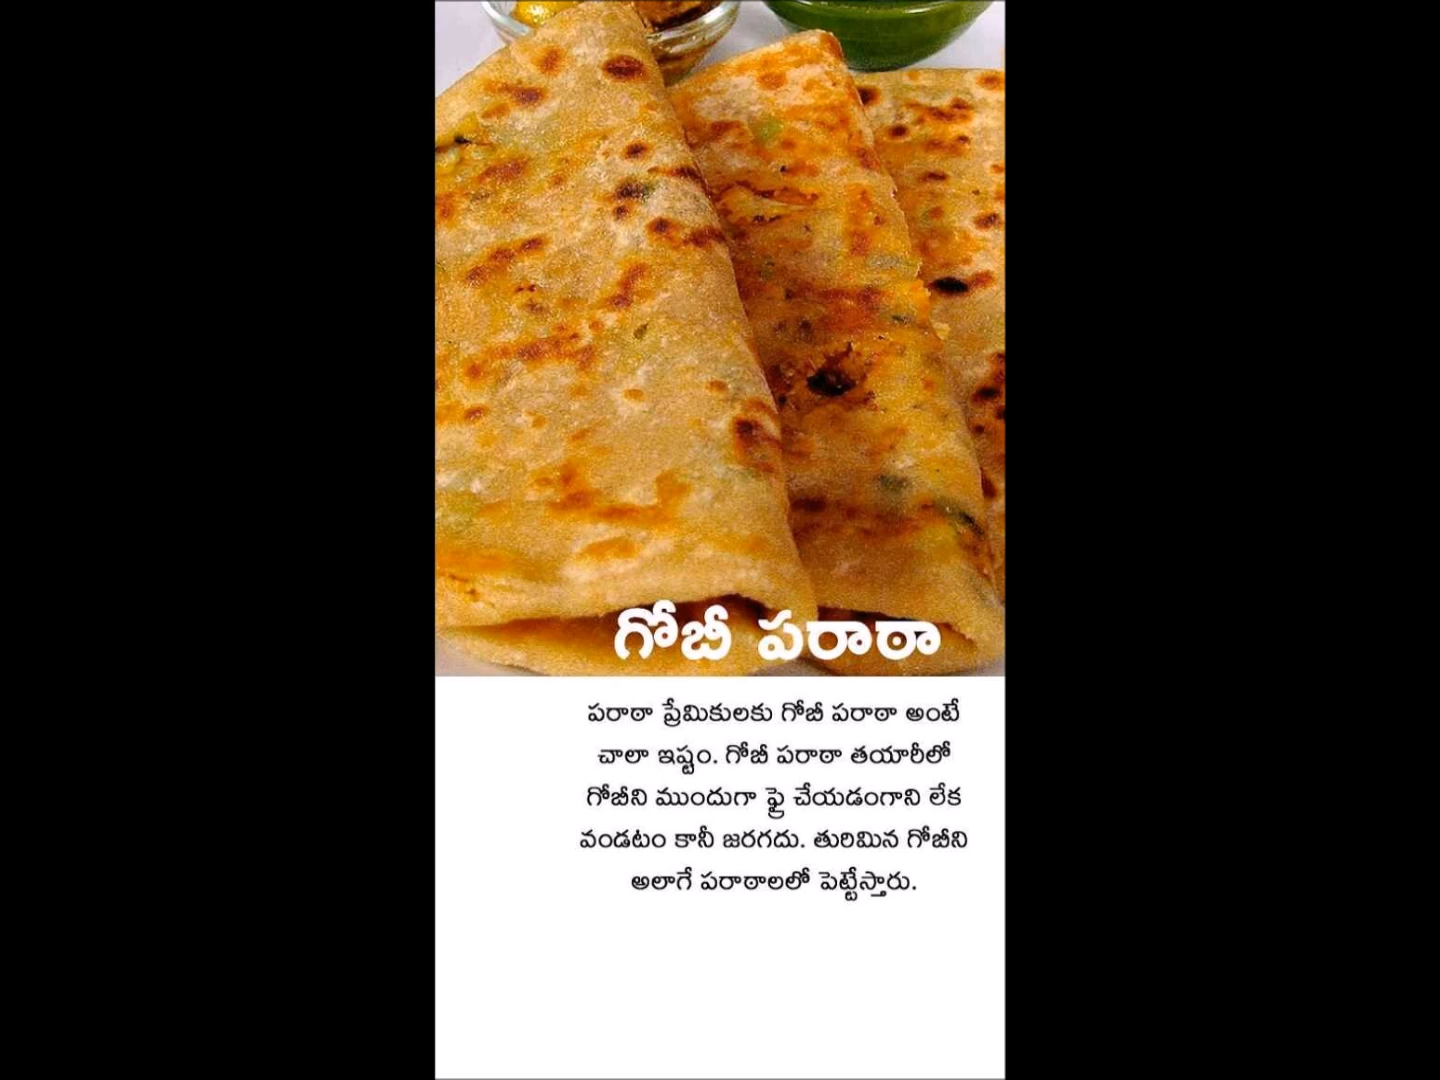 గోబీ పరాఠా
పరాఠా ప్రేమికులకు గోబీ పరాఠా అంటే
చాలా ఇష్టం. గోబీ పరాఠా తయారీలో
గోబీని ముందుగా ఫ్రై చేయడంగాని లేక
వండటం కానీ జరగదు. తురిమిన గోబీని
అలాగే పరాఠాలలో పెట్టేస్తారు.